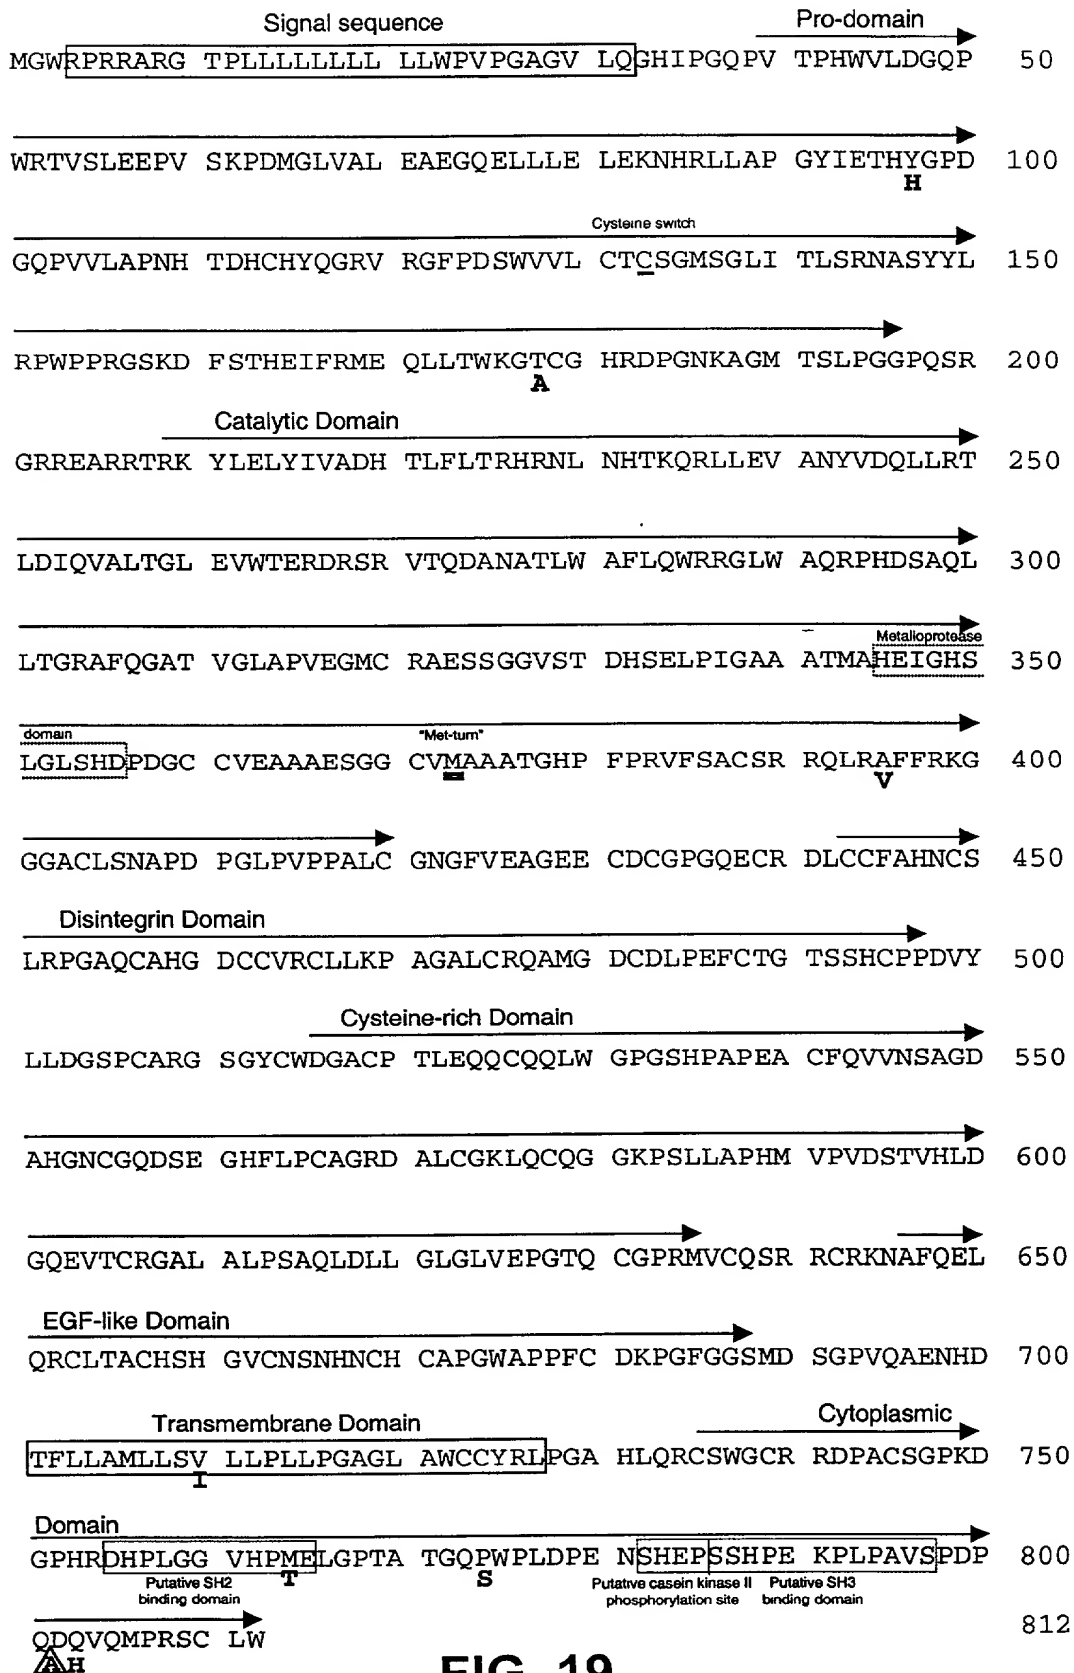 Signal sequence Pro-domain
MGWRPRRARG TPLLLLLLLL LLWPVPGAGV LQGHIPGQPV TPHWVLDGQP 50
WRTVSLEEPV SKPDMGLVAL EAEGQELLLE LEKNHRLLAP GYIETHYGPD 100
H
Cysteine switch
GQPVVLAPNH TDHCHYQGRV RGFPDSWVVL CTCSGMSGLI TLSRNASYYL 150
RPWPPRGSKD FSTHEIFRME QLLTWKGTCG HRDPGNKAGM TSLPGGPQSR 200
A
Catalytic Domain
GRREARRTRK YLELYIVADH TLFLTRHRNL NHTKQRLLEV ANYVDQLLRT 250
LDIQVALTGL EVWTERDRSR VTQDANATLW AFLQWRRGLW AQRPHDSAQL 300
Metalloprotease
LTGRAFQGAT VGLAPVEGMC RAESSGGVST DHSELPIGAA ATMAHEIGHS 350
domain "Met-turn"
LGLSHDPDGC CVEAAAESGG CVMAAATGHP FPRVFSACSR RQLRAFFRKG 400
V
GGACLSNAPD PGLPVPPALC GNGFVEAGEE CDCGPGQECR DLCCFAHNCS 450
Disintegrin Domain
LRPGAQCAHG DCCVRCLLKP AGALCRQAMG DCDLPEFCTG TSSHCPPDVY 500
Cysteine-rich Domain
LLDGSPCARG SGYCWDGACP TLEQQCQQLW GPGSHPAPEA CFQVVNSAGD 550
AHGNCGQDSE GHFLPCAGRD ALCGKLQCQG GKPSLLAPHM VPVDSTVHLD 600
GQEVTCRGAL ALPSAQLDLL GLGLVEPGTQ CGPRMVCQSR RCRKNAFQEL 650
EGF-like Domain
QRCLTACHSH GVCNSNHNCH CAPGWAPPFC DKPGFGGSMD SGPVQAENHD 700
Transmembrane Domain Cytoplasmic
TFLLAMLLSV LLPLLPGAGL AWCCYRLPGA HLQRCSWGCR RDPACSGPKD 750
I
Domain
GPHRDHPLGG VHPMELGPTA TGQPWPLDPE NSHEPSSHPE KPLPAVSPDP 800
T S
Putative SH2 Putative casein kinase II Putative SH3
binding domain phosphorylation site binding domain
QDQVQMPRSC LW 812
A H
FIG. 19